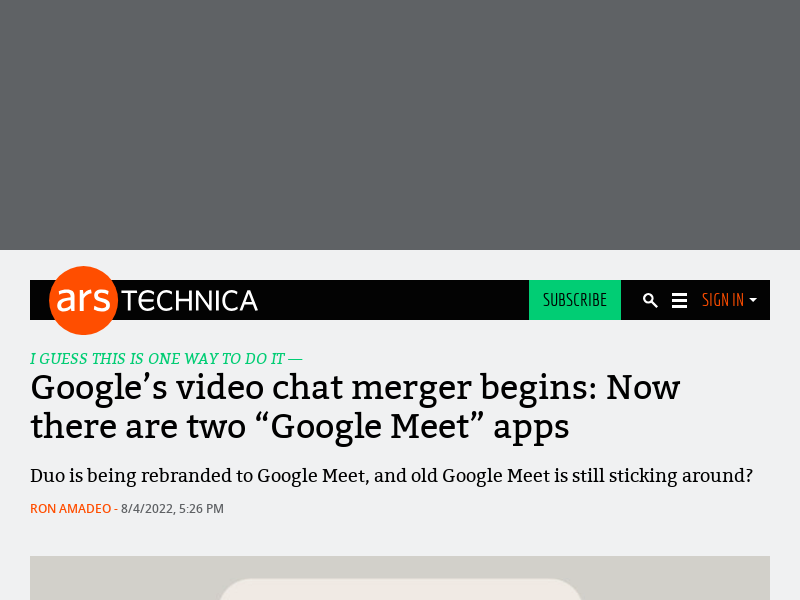 ars TECHNICA
SUBSCRIBE
SIGN IN
I GUESS THIS IS ONE WAY TO DO IT —
Google’s video chat merger begins: Now
there are two “Google Meet” apps
Duo is being rebranded to Google Meet, and old Google Meet is still sticking around?
RON AMADEO - 8/4/2022, 5:26 PM